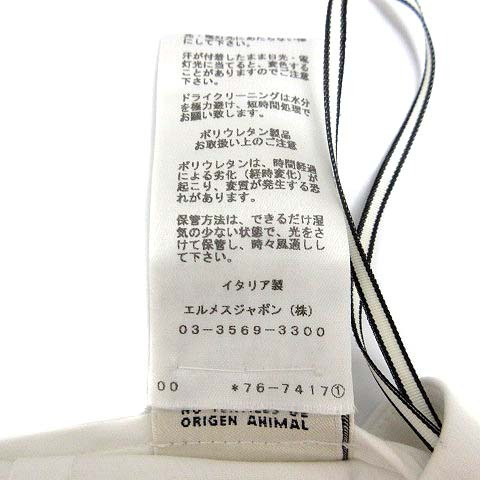 にして下さい。
汗が付着したまま日光・電
灯光に当てると、変色する
ことがありますのでご注意
下さい。
ドライクリーニングは水分
を極力避け、短時間処理で
お願い致します。
ポリウレタン製品
お取扱い上のご注意
ポリウレタンは、時間経過
による劣化（経時変化）が
起こり、変質が発生する恐
れがあります。
保管方法は、できるだけ湿
気の少ない状態で、光をさ
けて保管し、時々風通しし
て下さい。
イタリア製
エルメスジャポン（株）
03-3569-3300
00 *76-7417①
ORIGEN ANIMAL